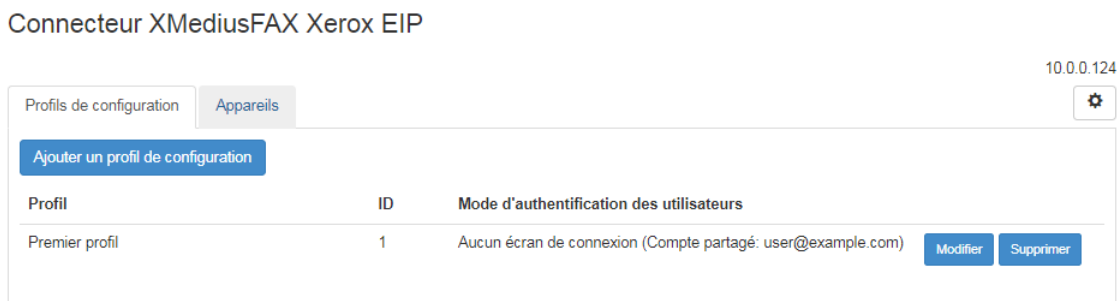 Connecteur XMediusFAX Xerox EIP
10.0.0.124
Profils de configuration Appareils
Ajouter un profil de configuration
Profil ID Mode d'authentification des utilisateurs
Premier profil 1 Aucun écran de connexion (Compte partagé: user@example.com) Modifier Supprimer